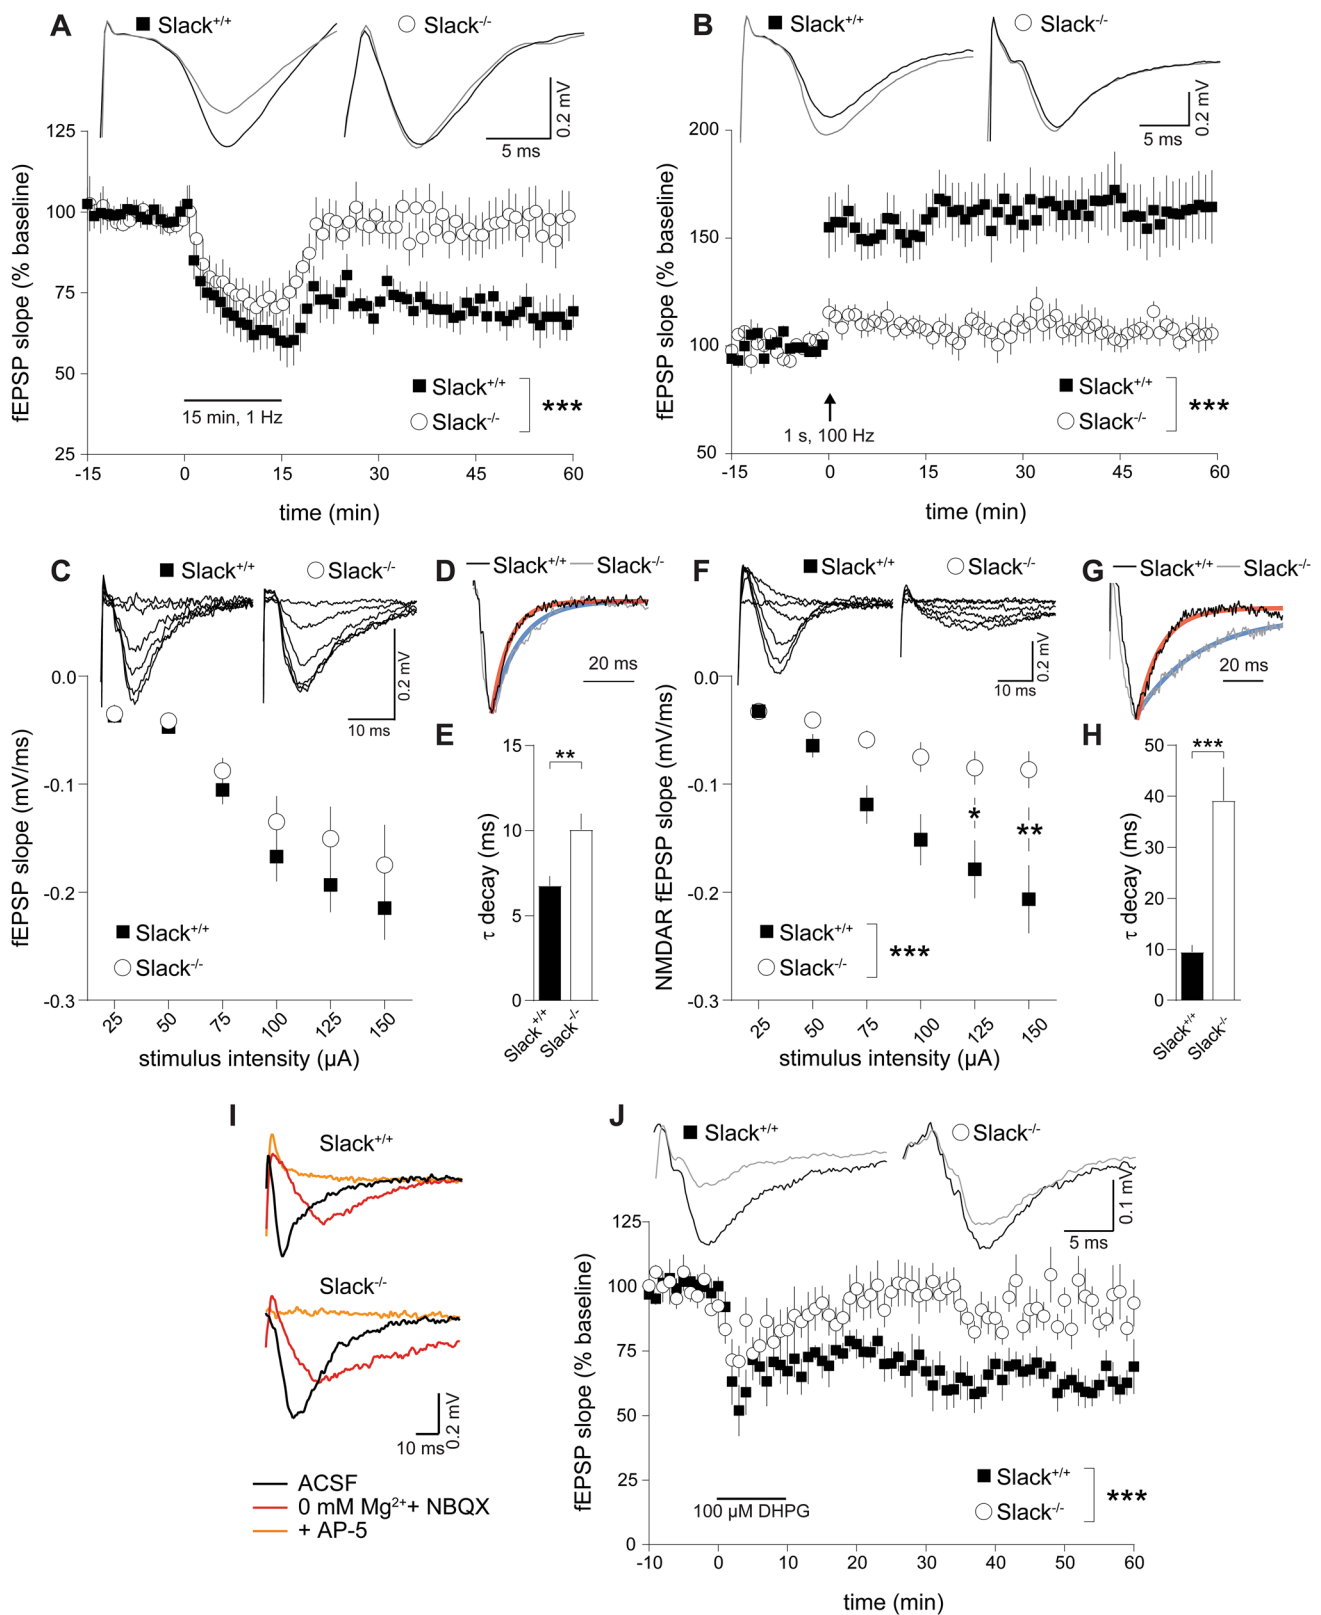 A
Slack+/+
Slack-/-
0.2 mV
5 ms
fEPSP slope (% baseline)
125
100
75
50
25
Slack+/+
Slack-/-
***
15 min, 1 Hz
-15
0
15
30
45
60
time (min)
B
Slack+/+
Slack-/-
0.2 mV
5 ms
fEPSP slope (% baseline)
200
150
100
50
Slack+/+
Slack-/-
***
1 s, 100 Hz
-15
0
15
30
45
60
time (min)
C
Slack+/+
Slack-/-
0.2 mV
10 ms
fEPSP slope (mV/ms)
0.0
-0.1
-0.2
-0.3
Slack+/+
Slack-/-
25
50
75
100
125
150
stimulus intensity (µA)
D
Slack+/+
Slack-/-
20 ms
E
τ decay (ms)
15
10
5
0
**
Slack+/+
Slack-/-
F
Slack+/+
Slack-/-
0.2 mV
10 ms
NMDAR fEPSP slope (mV/ms)
0.0
-0.1
-0.2
-0.3
*
**
Slack+/+
Slack-/-
***
25
50
75
100
125
150
stimulus intensity (µA)
G
Slack+/+
Slack-/-
20 ms
H
τ decay (ms)
50
40
30
20
10
0
***
Slack+/+
Slack-/-
I
Slack+/+
Slack-/-
0.2 mV
10 ms
ACSF
0 mM Mg2++ NBQX
+ AP-5
J
Slack+/+
Slack-/-
0.1 mV
5 ms
fEPSP slope (% baseline)
125
100
75
50
25
0
Slack+/+
Slack-/-
***
100 µM DHPG
-10
0
10
20
30
40
50
60
time (min)